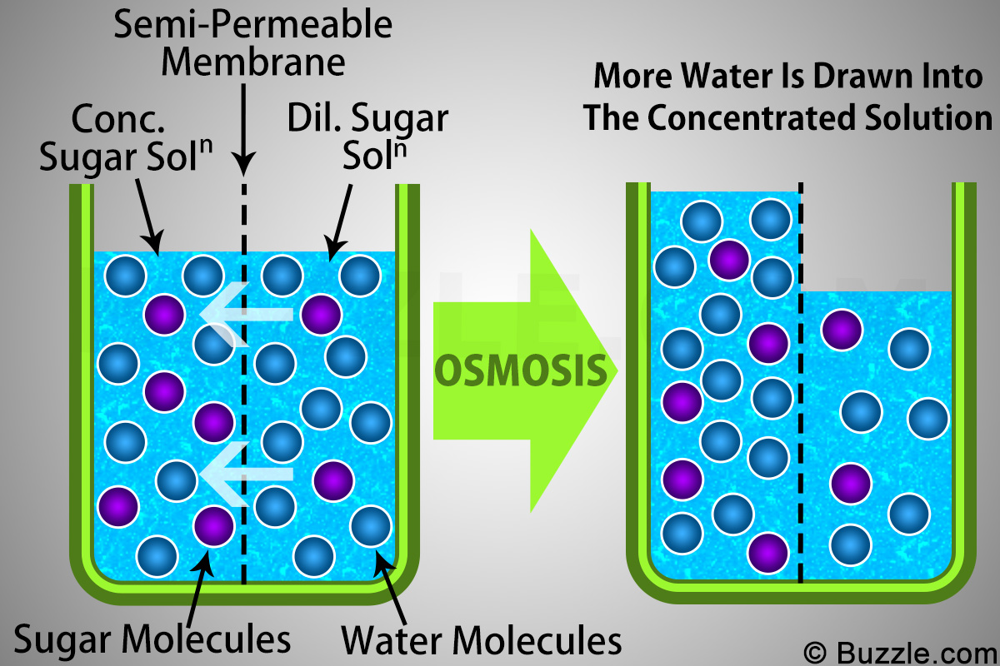 Semi-Permeable
Membrane
Conc.
Sugar Solⁿ
Dil. Sugar
Solⁿ
More Water Is Drawn Into
The Concentrated Solution
OSMOSIS
Sugar Molecules
Water Molecules
© Buzzle.com